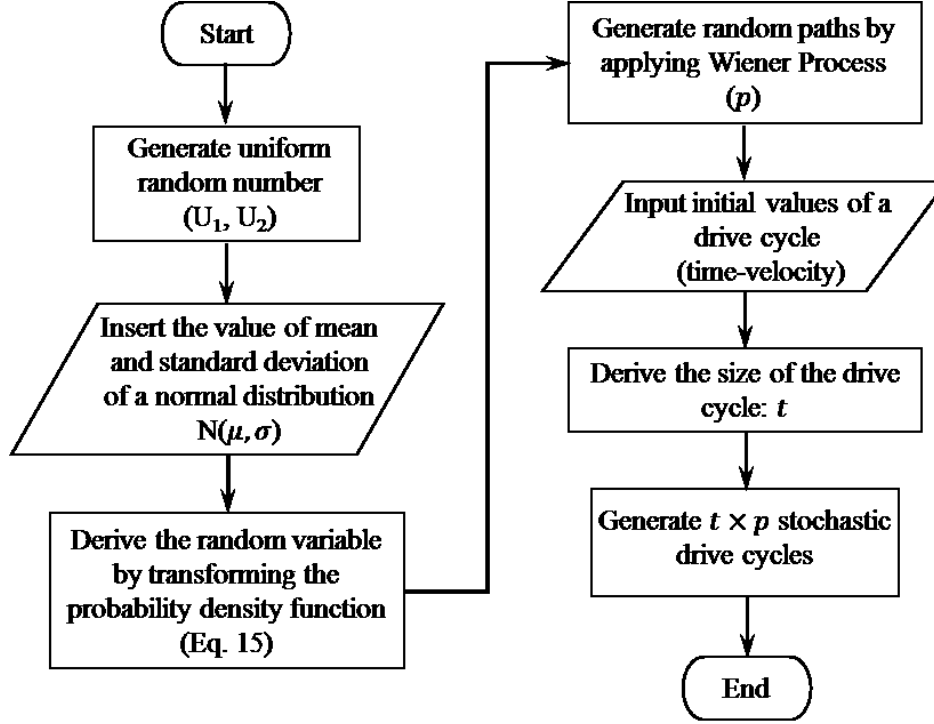 Start
Generate uniform
random number
(U₁, U₂)
Insert the value of mean
and standard deviation
of a normal distribution
N(μ, σ)
Derive the random variable
by transforming the
probability density function
(Eq. 15)
Generate random paths by
applying Wiener Process
(p)
Input initial values of a
drive cycle
(time-velocity)
Derive the size of the drive
cycle: t
Generate t × p stochastic
drive cycles
End